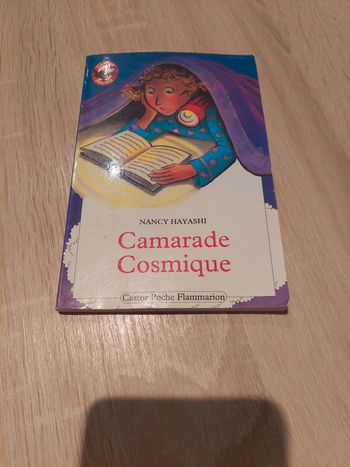 NANCY HAYASHI
Camarade
Cosmique
Castor Poche Flammarion